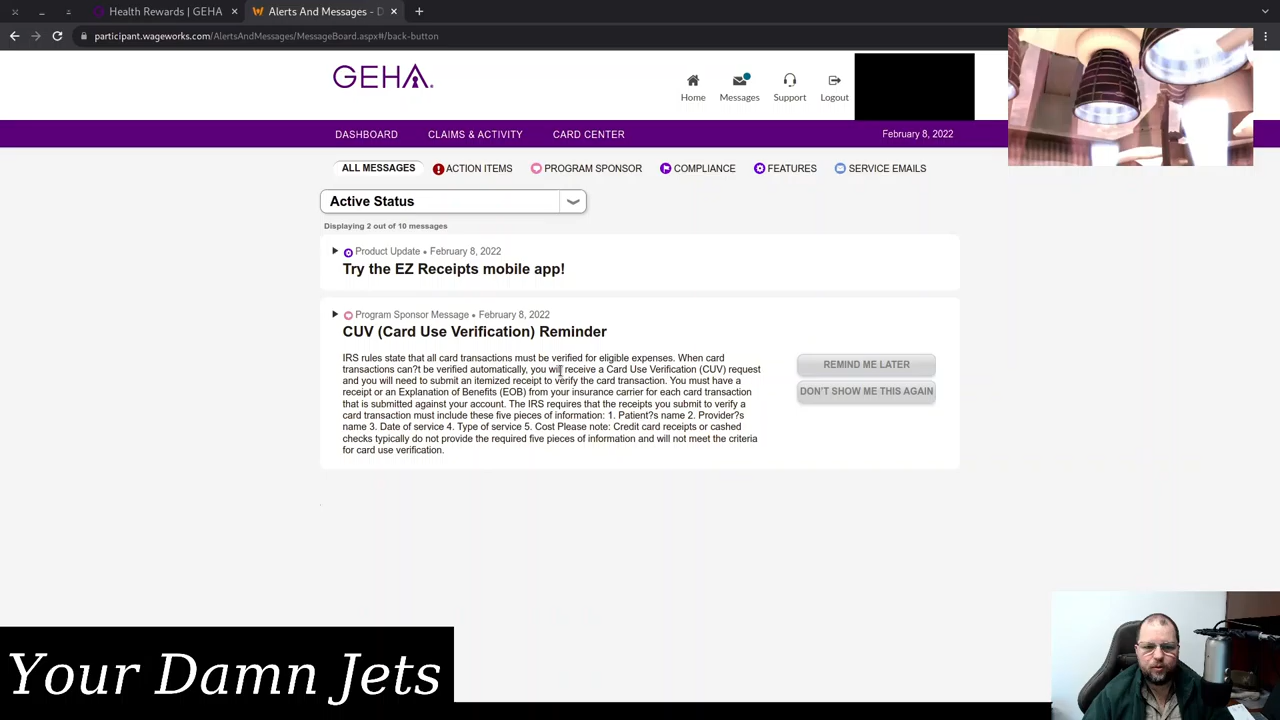 Health Rewards | GEHA
Alerts And Messages - D
participant.wageworks.com/AlertsAndMessages/MessageBoard.aspx#/back-button
GEHA
Home
Messages
Support
Logout
DASHBOARD
CLAIMS & ACTIVITY
CARD CENTER
February 8, 2022
ALL MESSAGES
ACTION ITEMS
PROGRAM SPONSOR
COMPLIANCE
FEATURES
SERVICE EMAILS
Active Status
Displaying 2 out of 10 messages
Product Update • February 8, 2022
Try the EZ Receipts mobile app!
Program Sponsor Message • February 8, 2022
CUV (Card Use Verification) Reminder
IRS rules state that all card transactions must be verified for eligible expenses. When card
transactions can?t be verified automatically, you will receive a Card Use Verification (CUV) request
and you will need to submit an itemized receipt to verify the card transaction. You must have a
receipt or an Explanation of Benefits (EOB) from your insurance carrier for each card transaction
that is submitted against your account. The IRS requires that the receipts you submit to verify a
card transaction must include these five pieces of information: 1. Patient?s name 2. Provider?s
name 3. Date of service 4. Type of service 5. Cost Please note: Credit card receipts or cashed
checks typically do not provide the required five pieces of information and will not meet the criteria
for card use verification.
REMIND ME LATER
DON'T SHOW ME THIS AGAIN
Your Damn Jets